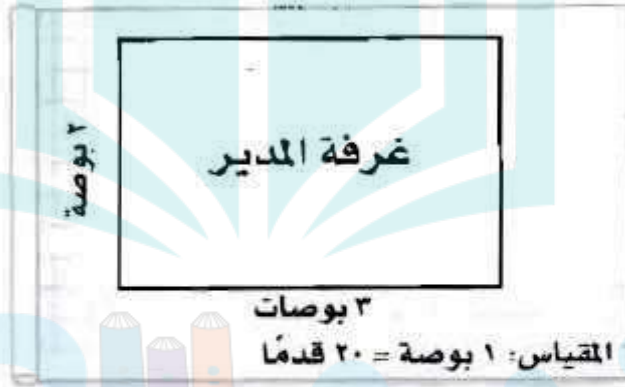 غرفة المدير
٢ بوصة
٣ بوصات
المقياس: ١ بوصة = ٢٠ قدمًا